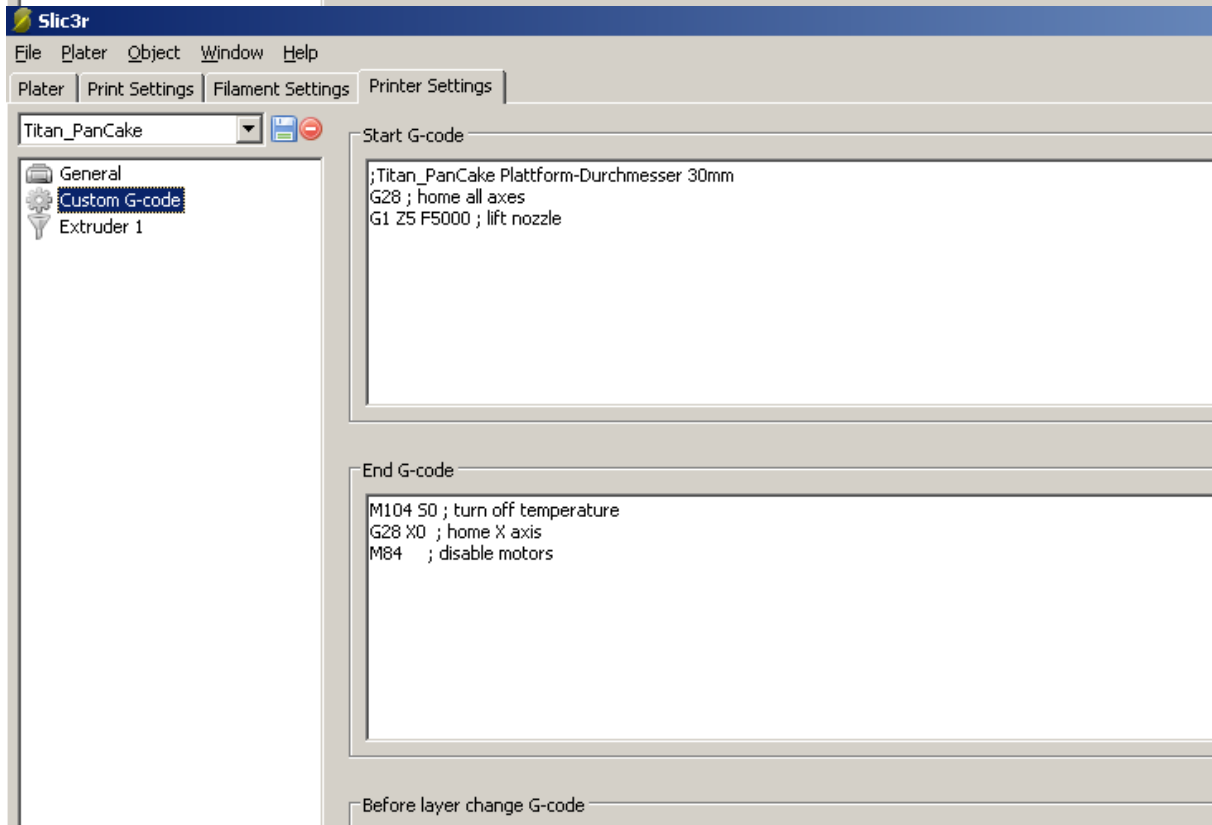 Slic3r
File Plater Object Window Help
Plater Print Settings Filament Settings Printer Settings
Titan_PanCake
General
Custom G-code
Extruder 1
Start G-code
;Titan_PanCake Plattform-Durchmesser 30mm
G28 ; home all axes
G1 Z5 F5000 ; lift nozzle
End G-code
M104 S0 ; turn off temperature
G28 X0  ; home X axis
M84     ; disable motors
Before layer change G-code